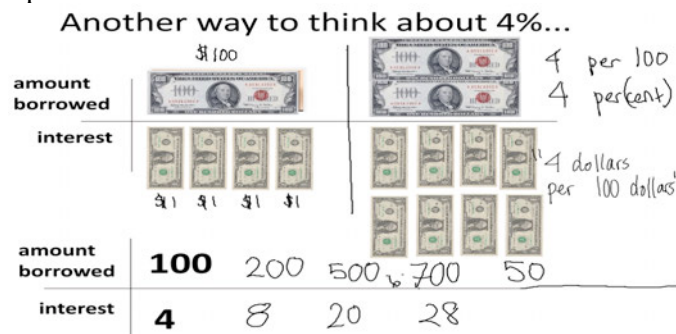 Another way to think about 4%...
$100
amount
borrowed
interest
$1 $1 $1 $1
4 per 100
4 per(cent)
"4 dollars
per 100 dollars"
amount
borrowed
100 200 500 700 50
interest
4 8 20 28